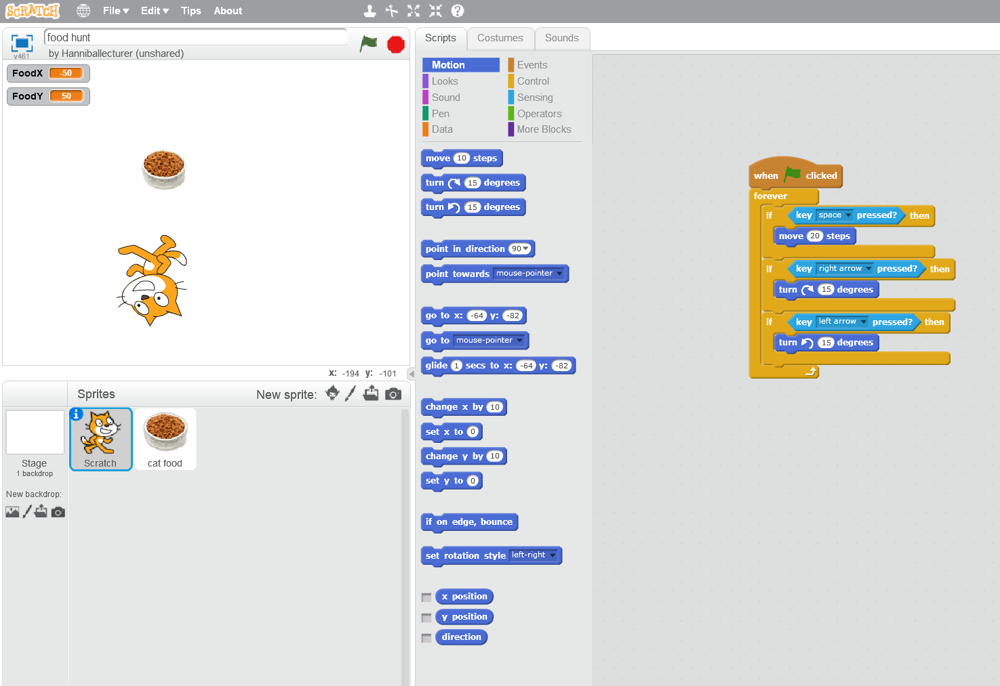 SCRATCH File Edit Tips About
v461
food hunt
by Hanniballecturer (unshared)
FoodX -50
FoodY 50
x: -194 y: -101
Sprites New sprite:
Stage
1 backdrop
New backdrop:
Scratch
cat food
Scripts Costumes Sounds
Motion Events
Looks Control
Sound Sensing
Pen Operators
Data More Blocks
move 10 steps
turn 15 degrees
turn 15 degrees
point in direction 90
point towards mouse-pointer
go to x: -64 y: -82
go to mouse-pointer
glide 1 secs to x: -64 y: -82
change x by 10
set x to 0
change y by 10
set y to 0
if on edge, bounce
set rotation style left-right
x position
y position
direction
when clicked
forever
if key space pressed? then
move 20 steps
if key right arrow pressed? then
turn 15 degrees
if key left arrow pressed? then
turn 15 degrees